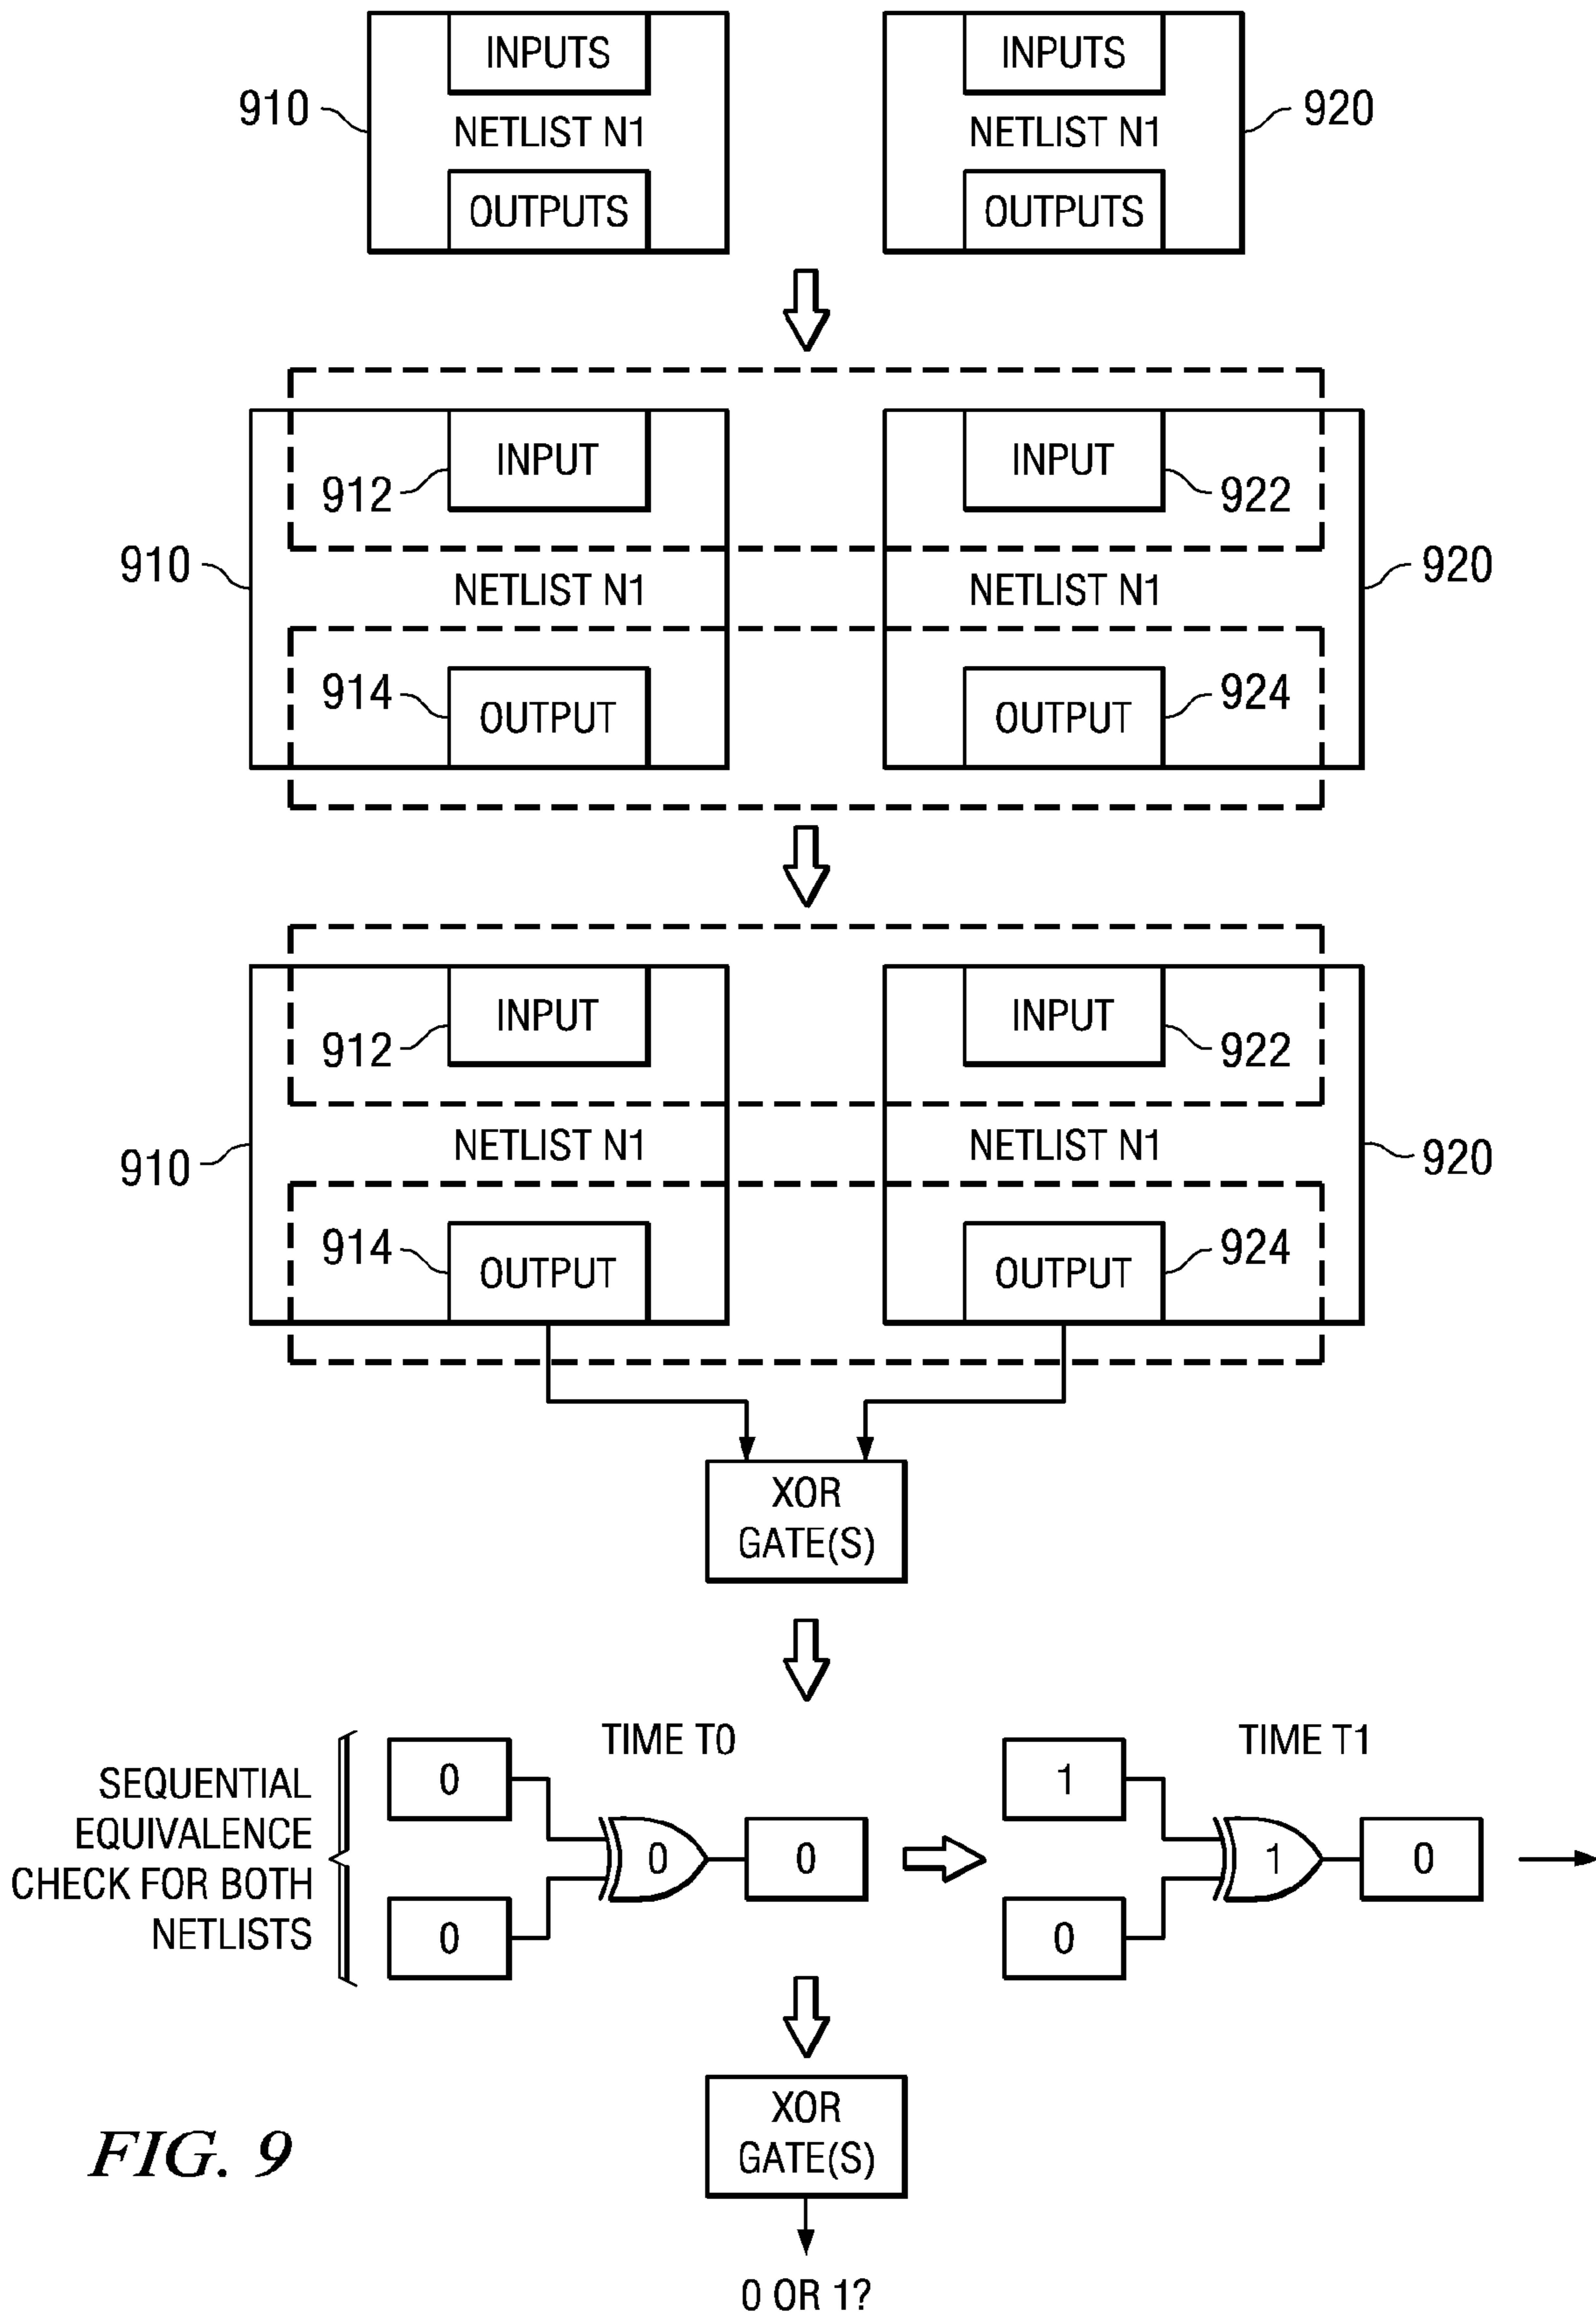 INPUTS
INPUTS
910
NETLIST N1
NETLIST N1
920
OUTPUTS
OUTPUTS
INPUT
INPUT
912
922
910
NETLIST N1
NETLIST N1
920
914
OUTPUT
OUTPUT
924
INPUT
INPUT
912
922
910
NETLIST N1
NETLIST N1
920
914
OUTPUT
OUTPUT
924
XOR
GATE(S)
TIME T0
TIME T1
SEQUENTIAL
EQUIVALENCE
CHECK FOR BOTH
NETLISTS
0
0
0
0
1
0
1
0
XOR
GATE(S)
FIG. 9
0 OR 1?